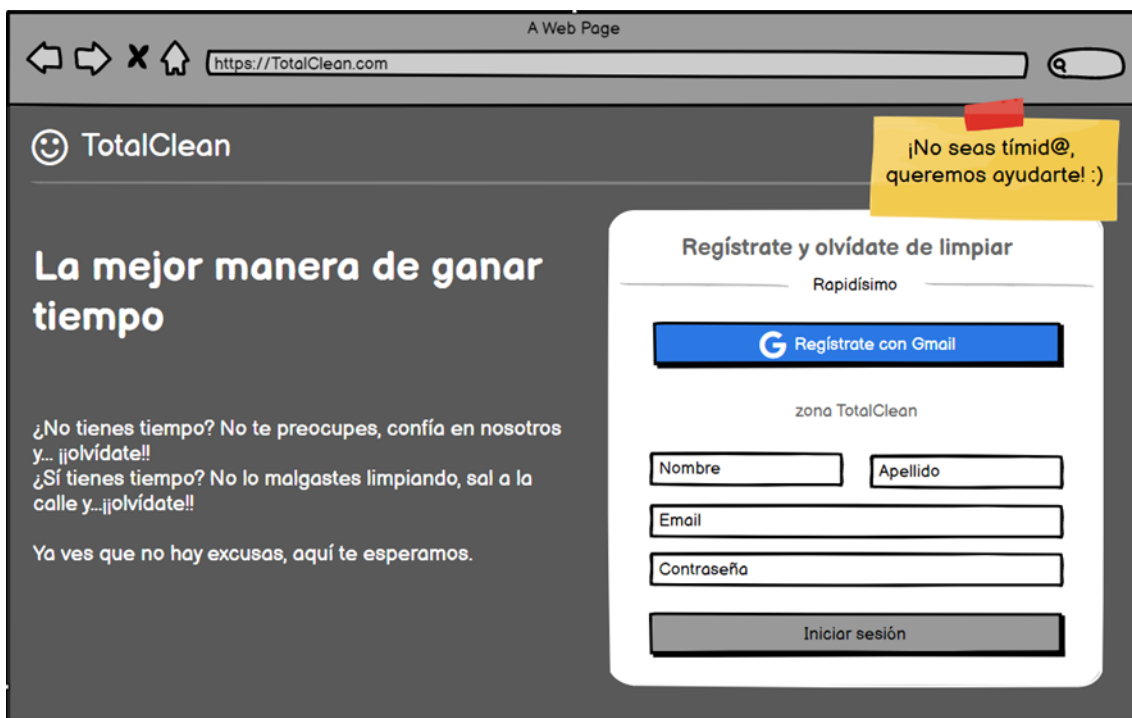 A Web Page
https://TotalClean.com
TotalClean
¡No seas tímid@,
queremos ayudarte! :)
La mejor manera de ganar
tiempo
¿No tienes tiempo? No te preocupes, confía en nosotros
y... ¡¡olvídate!!
¿Sí tienes tiempo? No lo malgastes limpiando, sal a la
calle y...¡¡olvídate!!
Ya ves que no hay excusas, aquí te esperamos.
Regístrate y olvídate de limpiar
Rapidísimo
G Regístrate con Gmail
zona TotalClean
Nombre
Apellido
Email
Contraseña
Iniciar sesión